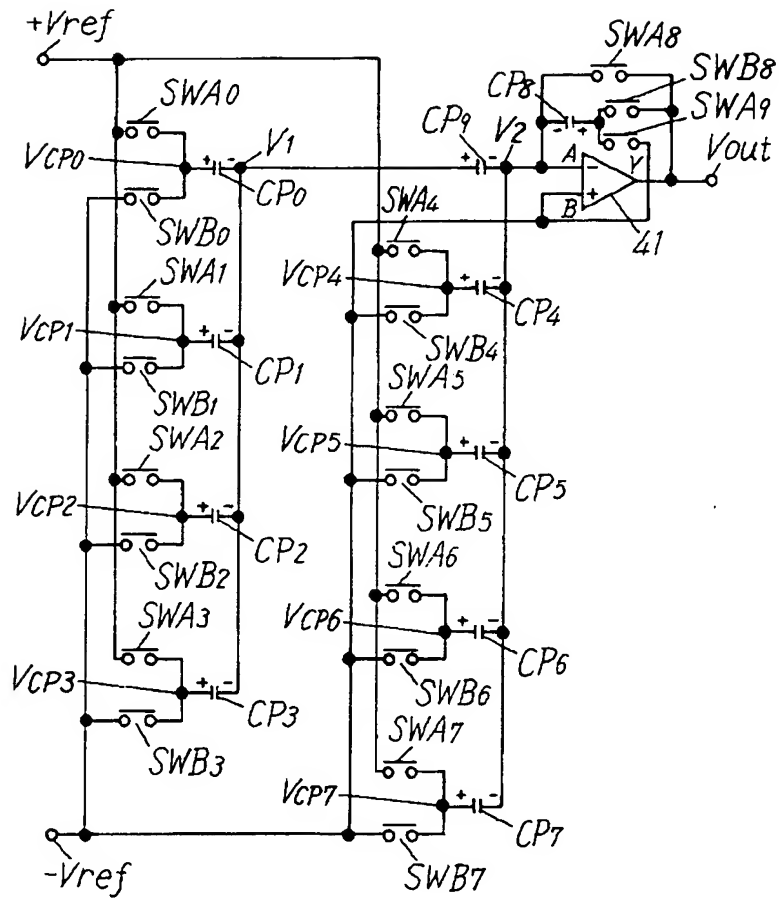 +Vref
SWA8
SWB8
SWA9
CP8
CP9
V2
Vout
SWA0
VCP0
V1
CP0
A
-
Y
B
+
41
SWB0
SWA4
VCP4
CP4
SWB4
SWA1
VCP1
CP1
SWB1
SWA5
VCP5
CP5
SWB5
SWA2
VCP2
CP2
SWB2
SWA6
VCP6
CP6
SWB6
SWA3
VCP3
CP3
SWB3
SWA7
VCP7
CP7
SWB7
-Vref